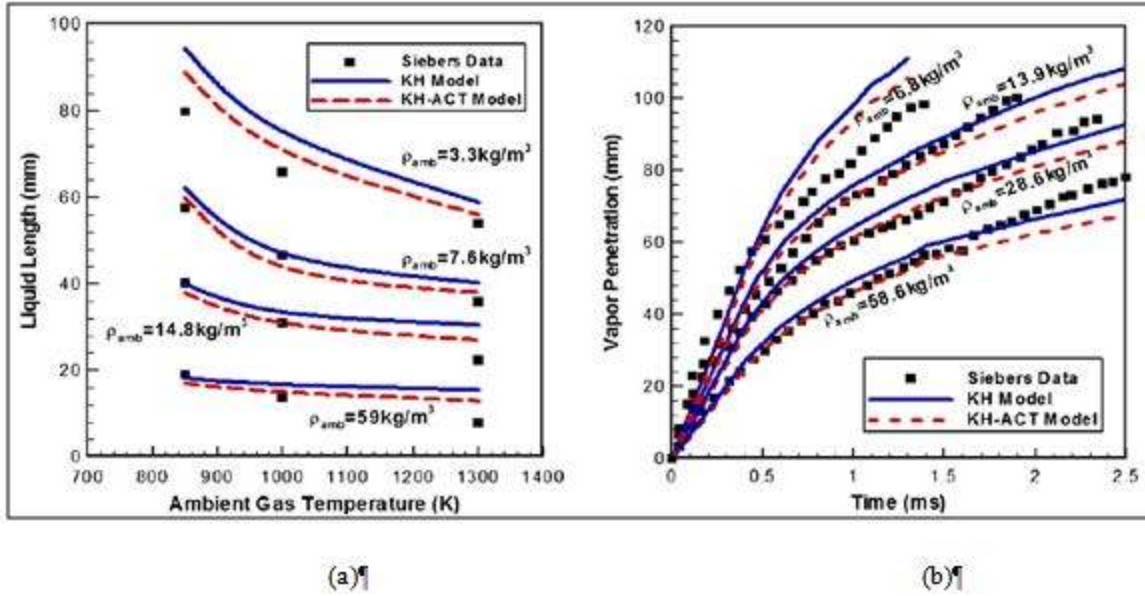 100
80
60
40
20
0
Liquid Length (mm)
700 800 900 1000 1100 1200 1300 1400
Ambient Gas Temperature (K)
Siebers Data
KH Model
KH-ACT Model
ρamb=3.3kg/m³
ρamb=7.6kg/m³
ρamb=14.8kg/m³
ρamb=59kg/m³
(a)¶
120
100
80
60
40
20
0
Vapor Penetration (mm)
0 0.5 1 1.5 2 2.5
Time (ms)
ρamb=6.8kg/m³
ρamb=13.9kg/m³
ρamb=28.6kg/m³
ρamb=58.6kg/m³
Siebers Data
KH Model
KH-ACT Model
(b)¶